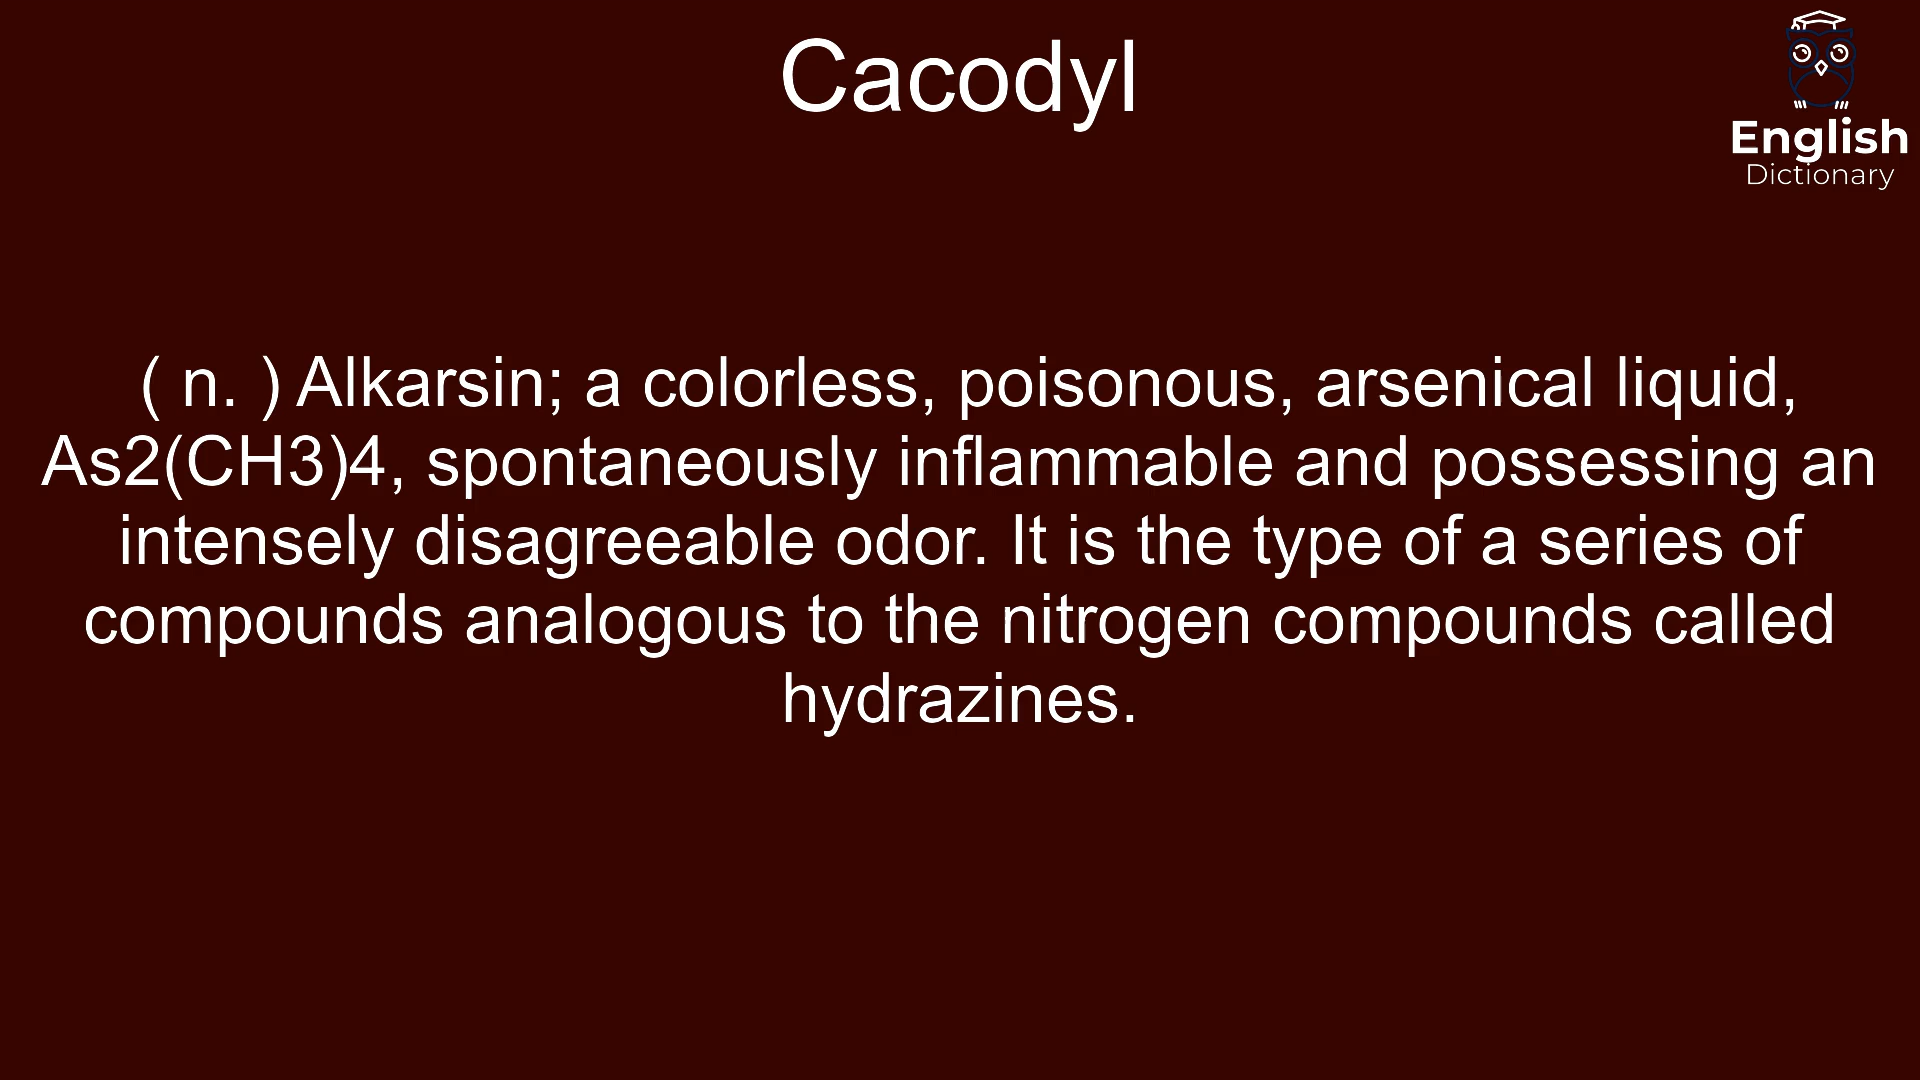 Cacodyl
English
Dictionary
( n. ) Alkarsin; a colorless, poisonous, arsenical liquid,
As2(CH3)4, spontaneously inflammable and possessing an
intensely disagreeable odor. It is the type of a series of
compounds analogous to the nitrogen compounds called
hydrazines.